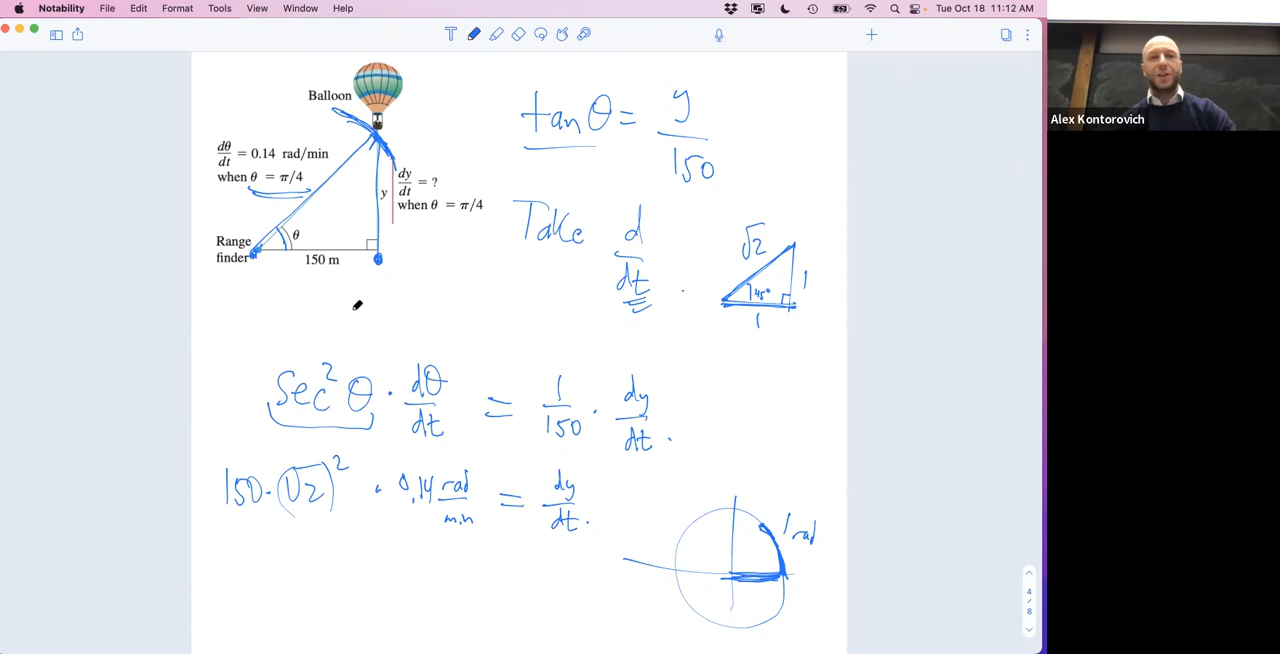 Notability File Edit Format Tools View Window Help Tue Oct 18 11:12 AM
Alex Kontorovich
Balloon
dθ/dt = 0.14 rad/min
when θ = π/4
dy/dt = ?
when θ = π/4
y
θ
Range
finder
150 m
tan θ = y/150
Take d/dt .
√2
45°
1
1
sec² θ · dθ/dt = 1/150 · dy/dt .
150 · (√2)² · 0.14 rad/min = dy/dt .
1 rad
4
/
8